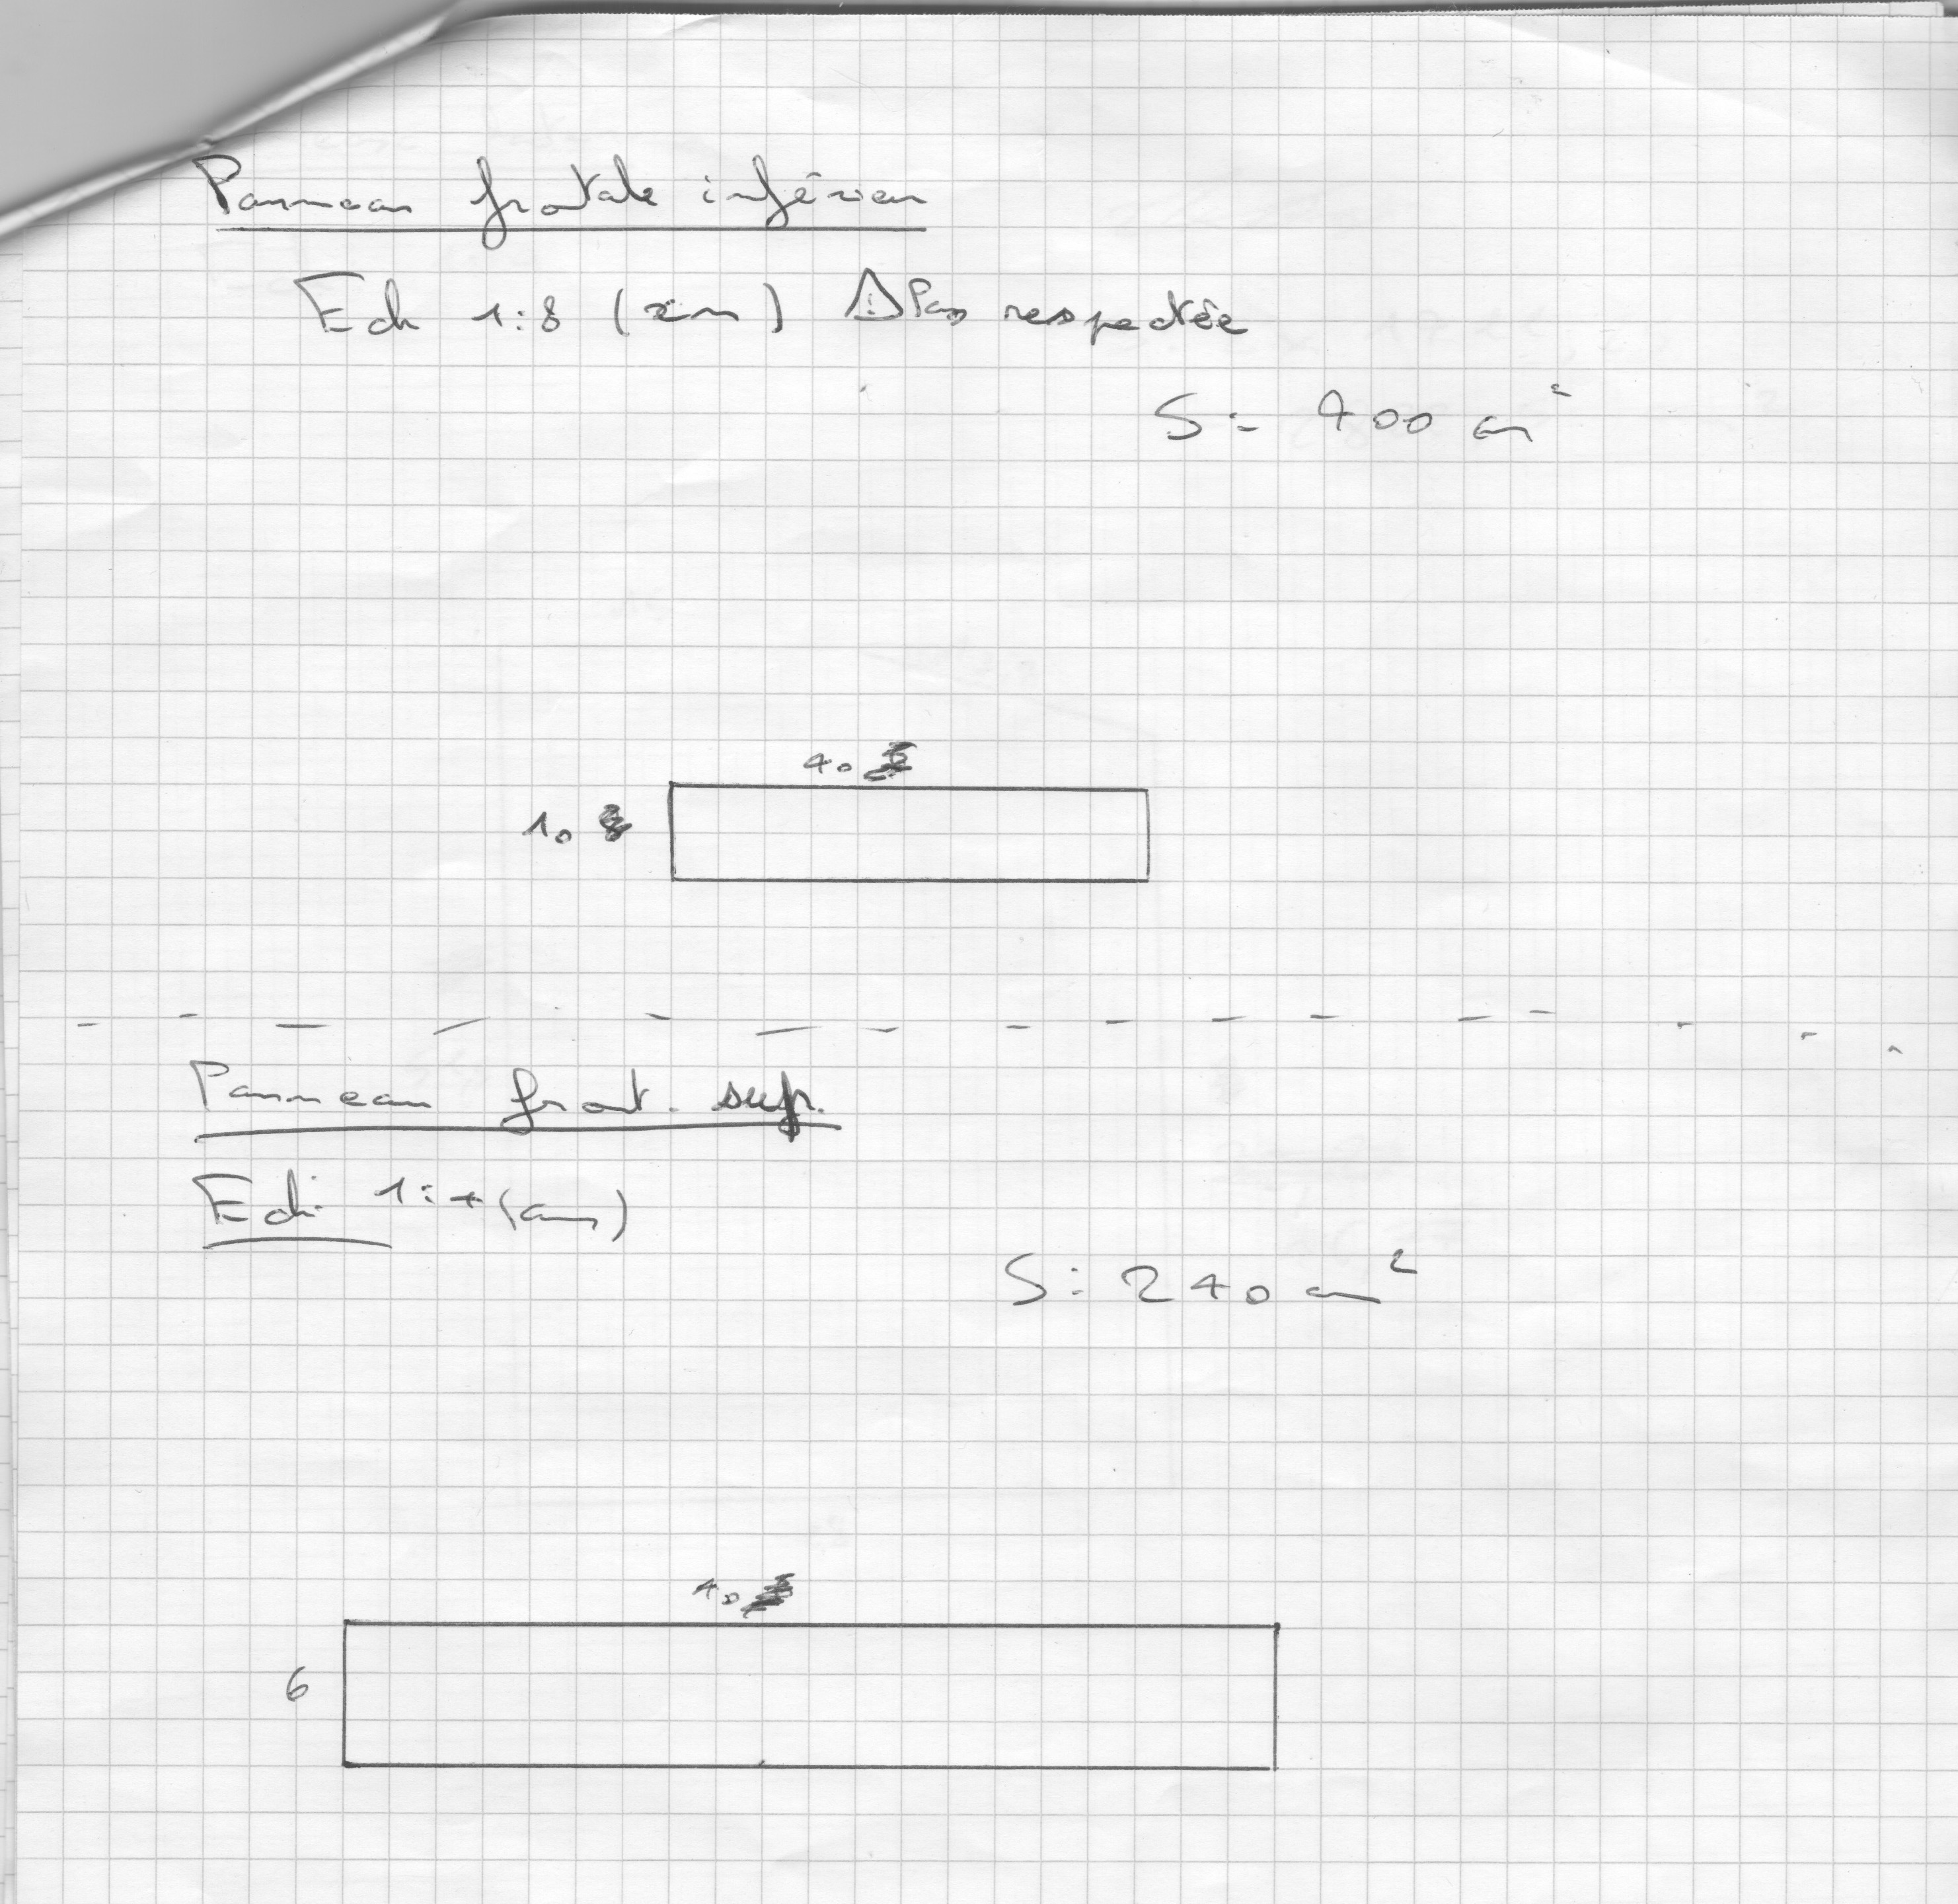 Panneau frontale inférieur
Ech 1:8 (cm) ⚠ Pas respectée
S= 400 cm²
40
10
Panneau front. sup.
Ech 1:4 (cm)
S: 240 cm²
40
6